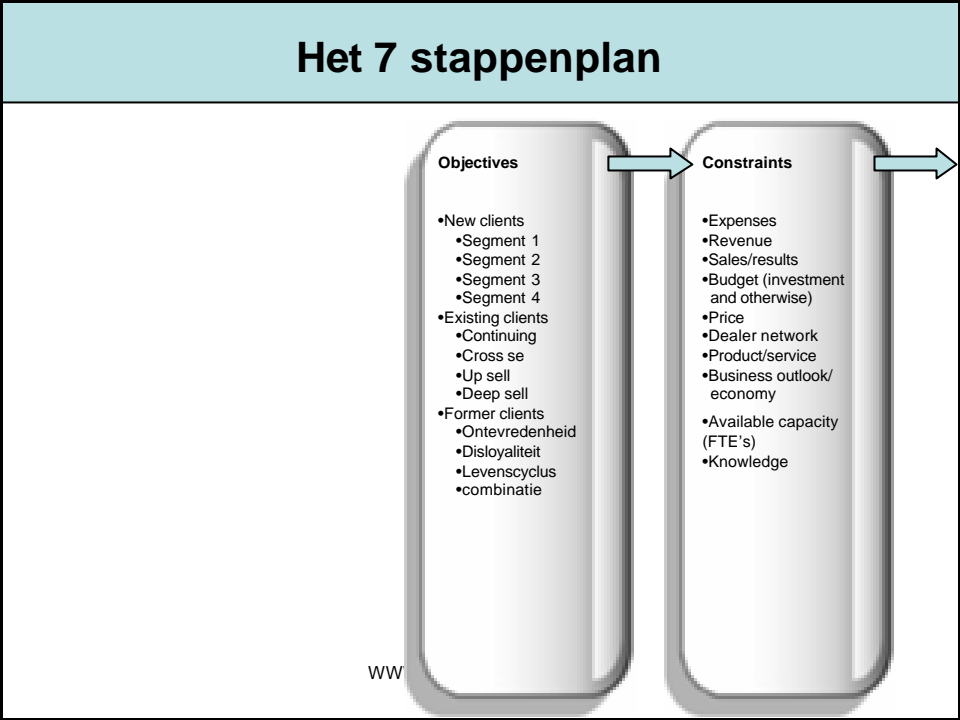 Het 7 stappenplan
Objectives
•New clients
•Segment 1
•Segment 2
•Segment 3
•Segment 4
•Existing clients
•Continuing
•Cross se
•Up sell
•Deep sell
•Former clients
•Ontevredenheid
•Disloyaliteit
•Levenscyclus
•combinatie
Constraints
•Expenses
•Revenue
•Sales/results
•Budget (investment
and otherwise)
•Price
•Dealer network
•Product/service
•Business outlook/
economy
•Available capacity
(FTE's)
•Knowledge